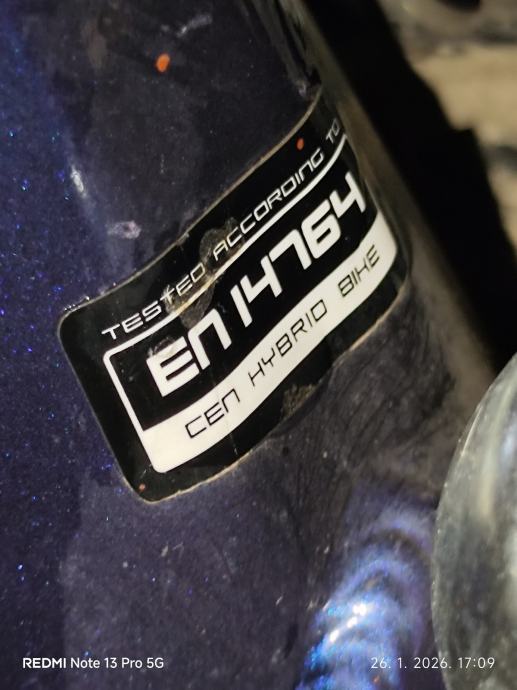 TESTED ACCORDING TO
EN 14764
CEN HYBRID BIKE
REDMI Note 13 Pro 5G
26. 1. 2026. 17:09